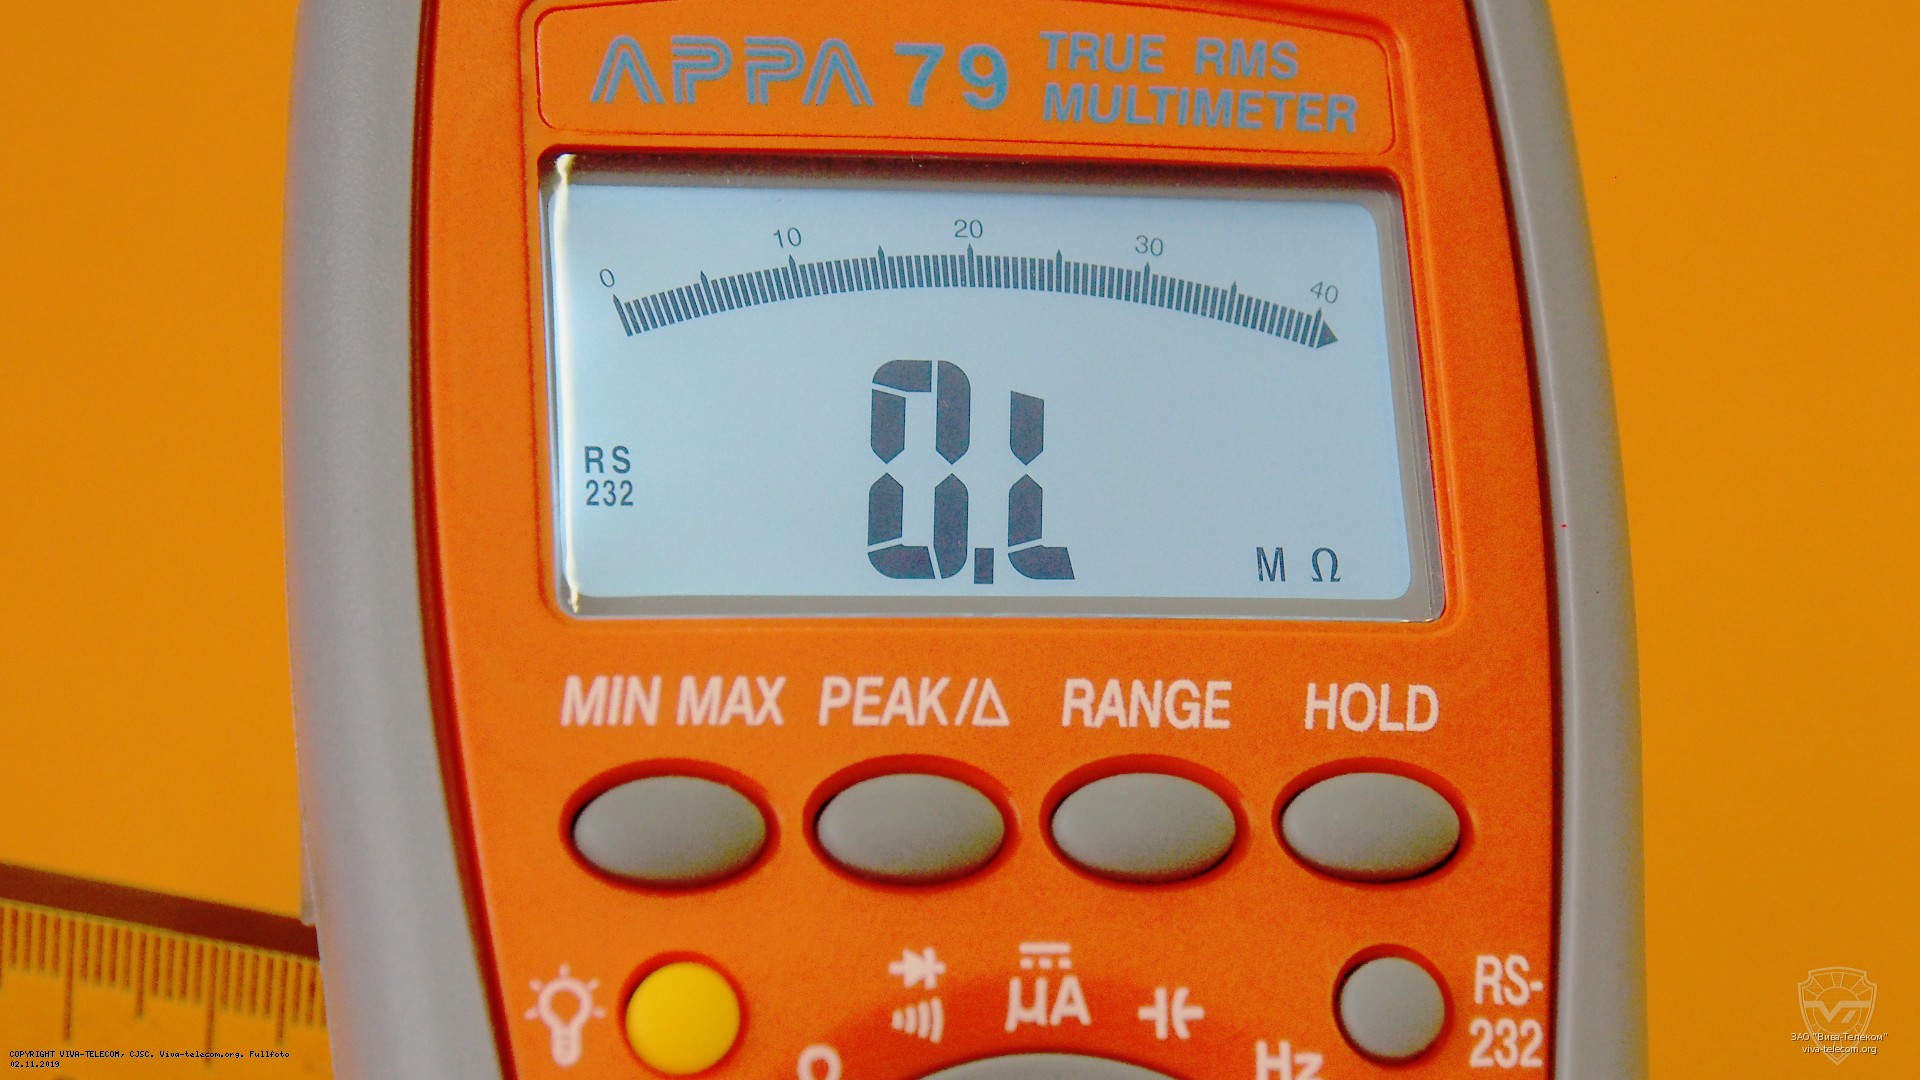 APPA 79 TRUE RMS
MULTIMETER
0 10 20 30 40
RS
232
0.L
M Ω
MIN MAX PEAK/Δ RANGE HOLD
μA
RS-
232
Ω
Hz
COPYRIGHT VIVA-TELECOM, CJSC. Viva-telecom.org. Fullfoto
02.11.2019
ЗАО "Вива-Телеком"
viva-telecom.org